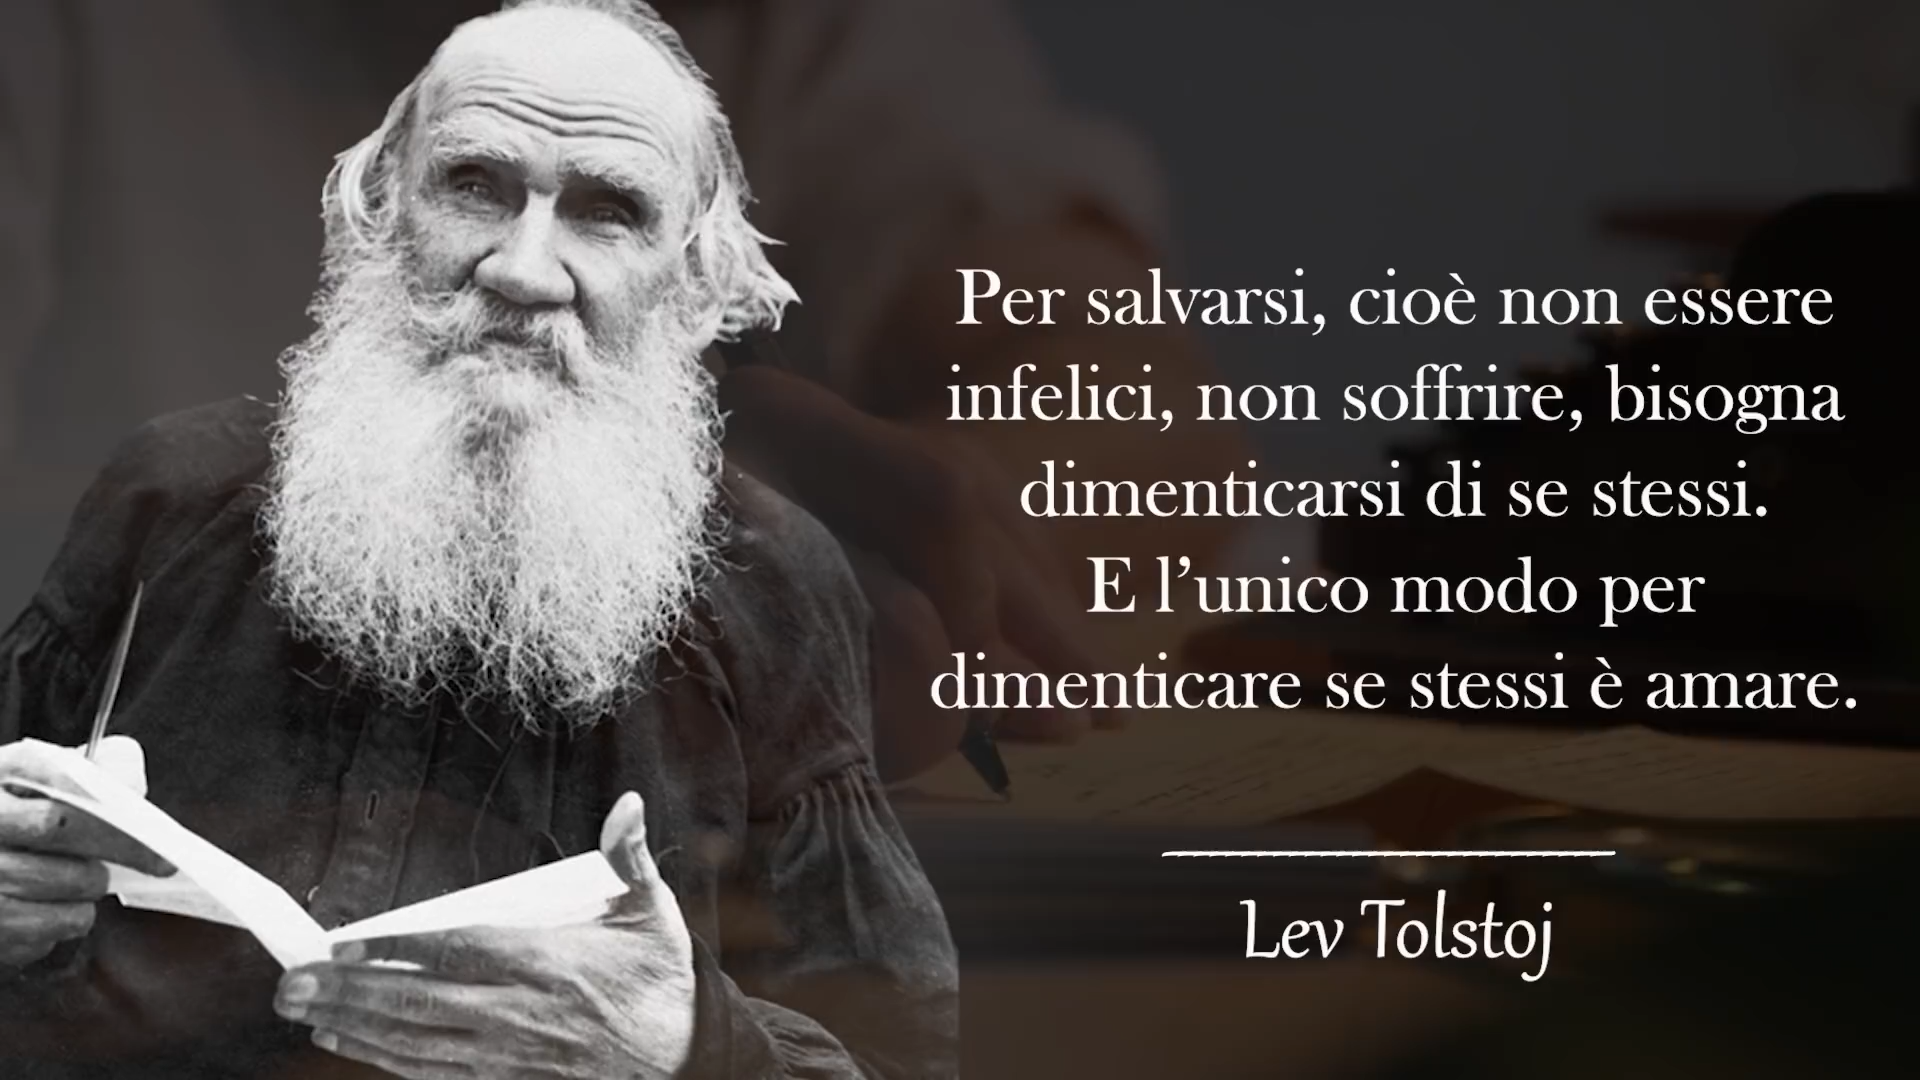 Per salvarsi, cioè non essere
infelici, non soffrire, bisogna
dimenticarsi di se stessi.
E l’unico modo per
dimenticare se stessi è amare.
Lev Tolstoj